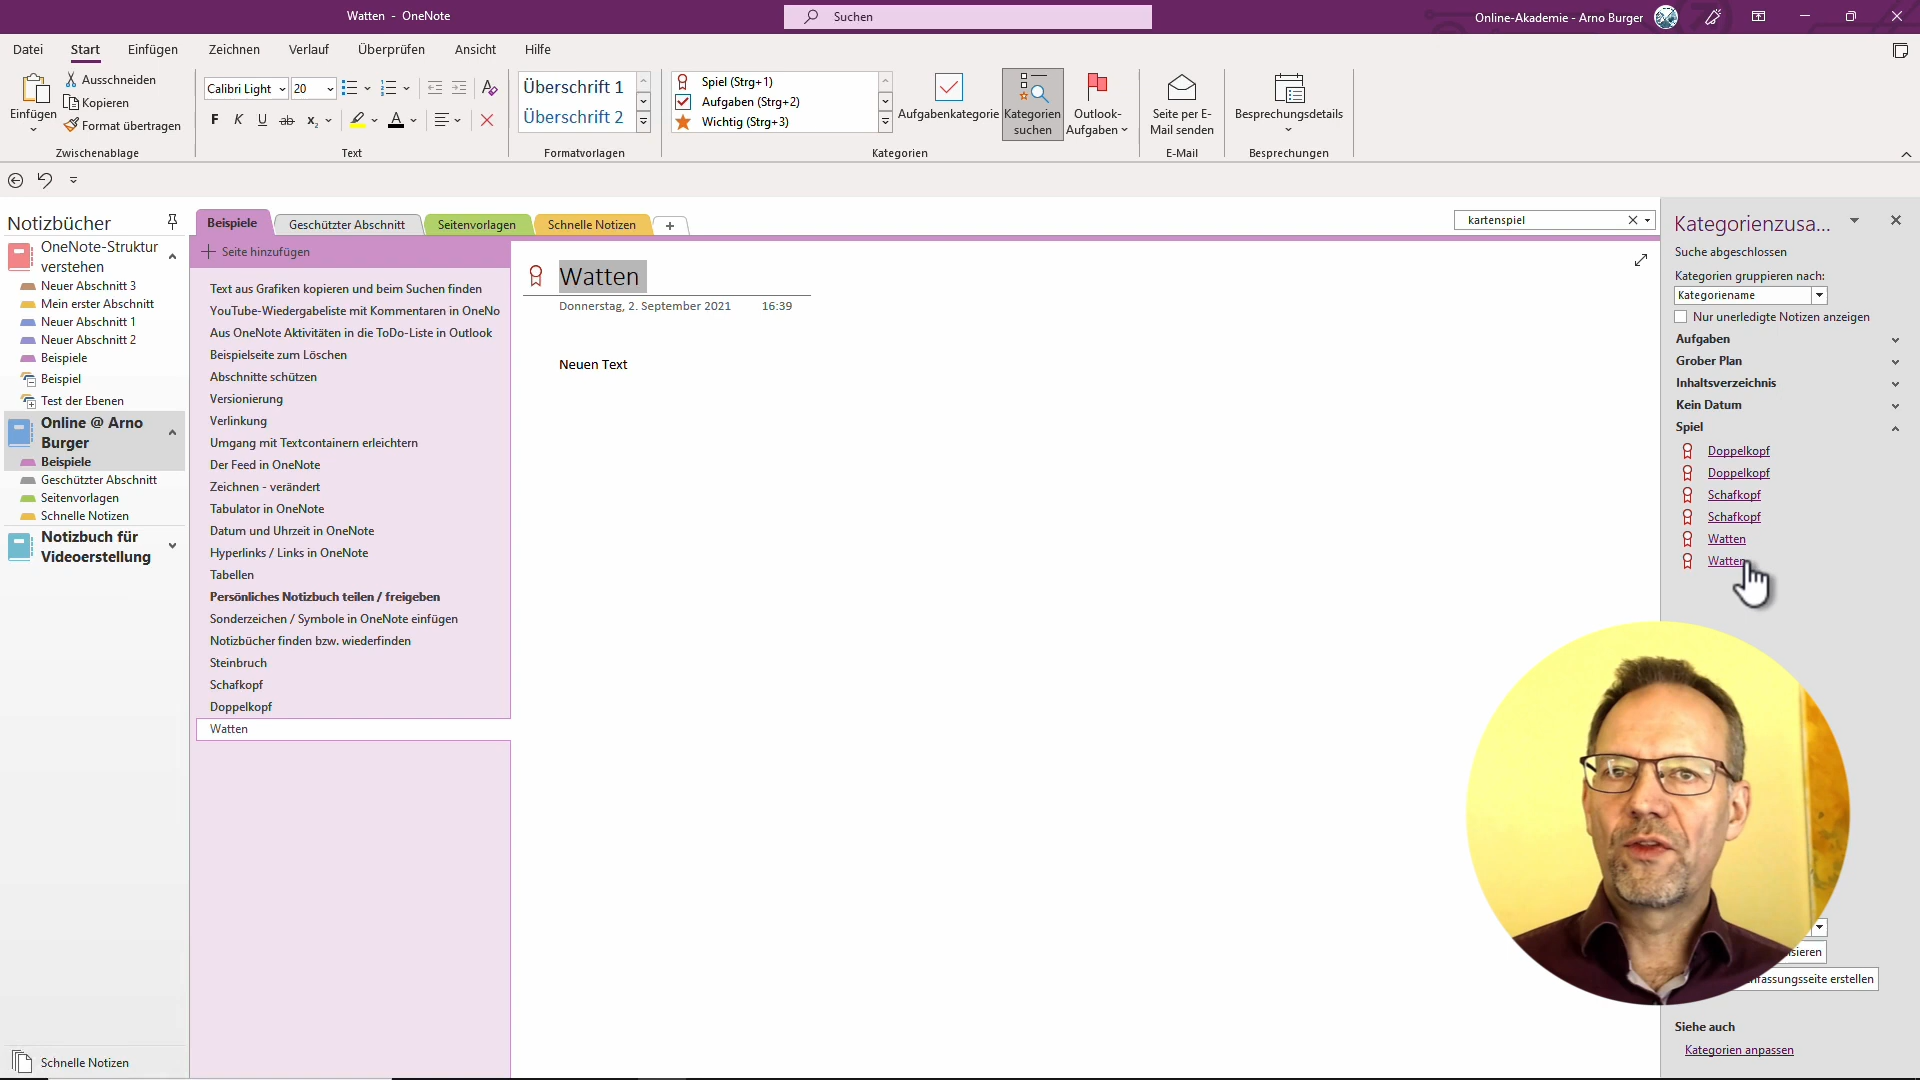 Watten - OneNote
Suchen
Online-Akademie - Arno Burger
Datei
Start
Einfügen
Zeichnen
Verlauf
Überprüfen
Ansicht
Hilfe
Einfügen
Ausschneiden
Kopieren
Format übertragen
Zwischenablage
Calibri Light
20
F K U ab x₂ A
Text
Überschrift 1
Überschrift 2
Formatvorlagen
Spiel (Strg+1)
Aufgaben (Strg+2)
Wichtig (Strg+3)
Aufgabenkategorie
Kategorien
suchen
Outlook-
Aufgaben
Kategorien
Seite per E-
Mail senden
E-Mail
Besprechungsdetails
Besprechungen
Notizbücher
OneNote-Struktur
verstehen
Neuer Abschnitt 3
Mein erster Abschnitt
Neuer Abschnitt 1
Neuer Abschnitt 2
Beispiele
Beispiel
Test der Ebenen
Online @ Arno
Burger
Beispiele
Geschützter Abschnitt
Seitenvorlagen
Schnelle Notizen
Notizbuch für
Videoerstellung
Schnelle Notizen
Beispiele
Geschützter Abschnitt
Seitenvorlagen
Schnelle Notizen
+
kartenspiel
Seite hinzufügen
Text aus Grafiken kopieren und beim Suchen finden
YouTube-Wiedergabeliste mit Kommentaren in OneNo
Aus OneNote Aktivitäten in die ToDo-Liste in Outlook
Beispielseite zum Löschen
Abschnitte schützen
Versionierung
Verlinkung
Umgang mit Textcontainern erleichtern
Der Feed in OneNote
Zeichnen - verändert
Tabulator in OneNote
Datum und Uhrzeit in OneNote
Hyperlinks / Links in OneNote
Tabellen
Persönliches Notizbuch teilen / freigeben
Sonderzeichen / Symbole in OneNote einfügen
Notizbücher finden bzw. wiederfinden
Steinbruch
Schafkopf
Doppelkopf
Watten
Watten
Donnerstag, 2. September 2021 16:39
Neuen Text
Kategorienzusa...
Suche abgeschlossen
Kategorien gruppieren nach:
Kategoriename
Nur unerledigte Notizen anzeigen
Aufgaben
Grober Plan
Inhaltsverzeichnis
Kein Datum
Spiel
Doppelkopf
Doppelkopf
Schafkopf
Schafkopf
Watten
Watten
sieren
fassungsseite erstellen
Siehe auch
Kategorien anpassen